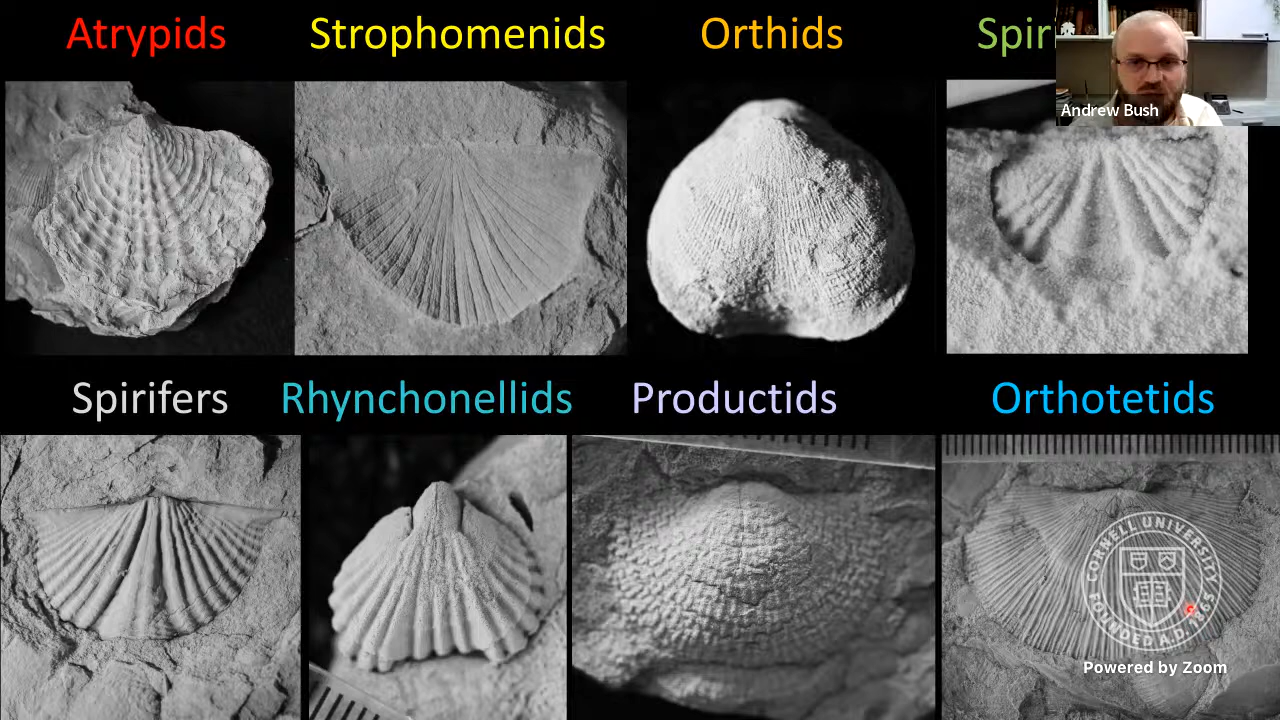 Atrypids Strophomenids Orthids
Andrew Bush
Spirifers Rhynchonellids Productids Orthotetids
CORNELL UNIVERSITY
FOUNDED A.D. 1865
Powered by Zoom